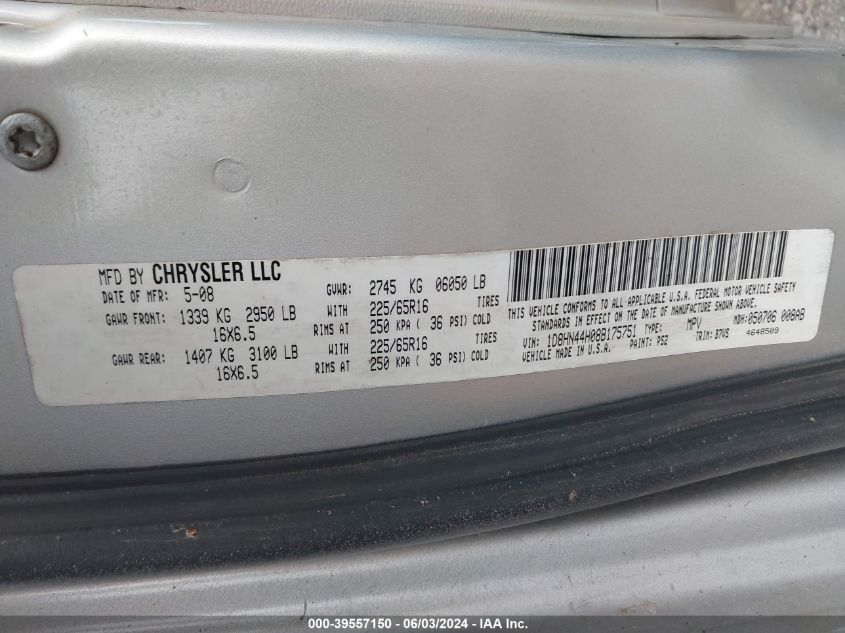 MFD BY CHRYSLER LLC
DATE OF MFR: 5-08
GVWR: 2745 KG 06050 LB
GAWR FRONT: 1339 KG 2950 LB WITH 225/65R16 TIRES
16X6.5 RIMS AT 250 KPA ( 36 PSI) COLD
GAWR REAR: 1407 KG 3100 LB WITH 225/65R16 TIRES
16X6.5 RIMS AT 250 KPA ( 36 PSI) COLD
THIS VEHICLE CONFORMS TO ALL APPLICABLE U.S.A. FEDERAL MOTOR VEHICLE SAFETY
STANDARDS IN EFFECT ON THE DATE OF MANUFACTURE SHOWN ABOVE.
VIN: 1D8HN44H08B175751 TYPE: MPV MDH: 050706 008AB
VEHICLE MADE IN U.S.A. PAINT: PS2 TRIM: B7VS 4648509
000-39557150 - 06/03/2024 - IAA Inc.